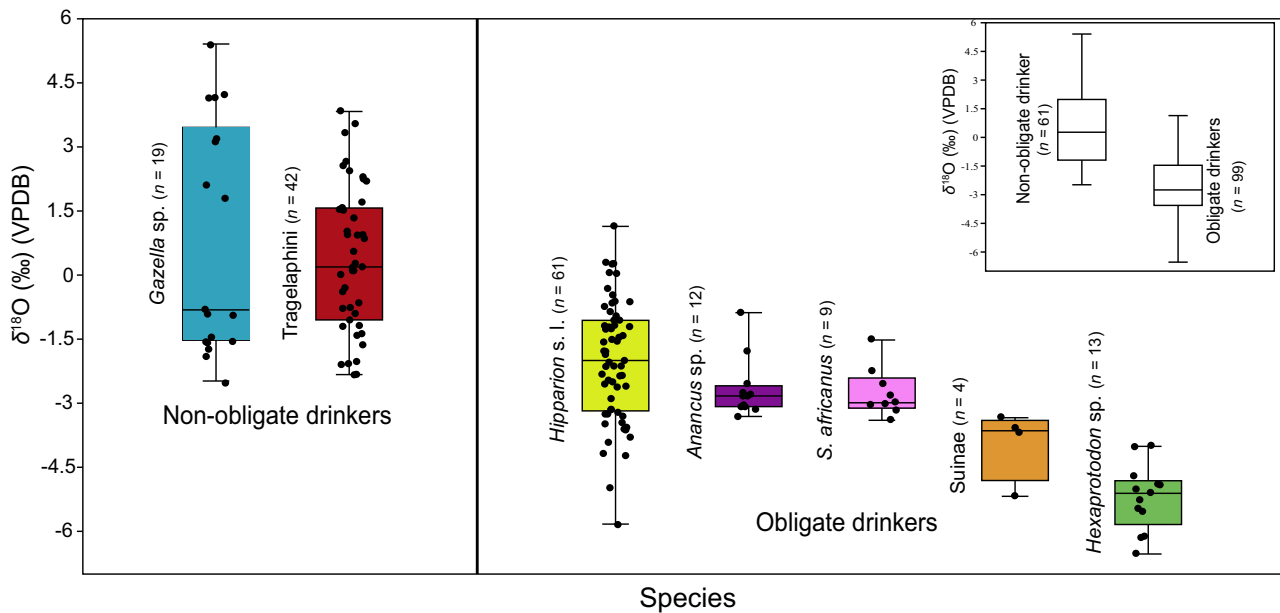 δ¹⁸O (‰) (VPDB)
6
4.5
3
1.5
0
-1.5
-3
-4.5
-6
Gazella sp. (n = 19)
Tragelaphini (n = 42)
Non-obligate drinkers
Hipparion s. l. (n = 61)
Anancus sp. (n = 12)
S. africanus (n = 9)
Suinae (n = 4)
Hexaprotodon sp. (n = 13)
Obligate drinkers
Species
δ¹⁸O (‰) (VPDB)
6
4.5
3
1.5
0
-1.5
-3
-4.5
-6
Non-obligate drinker
(n = 61)
Obligate drinkers
(n = 99)